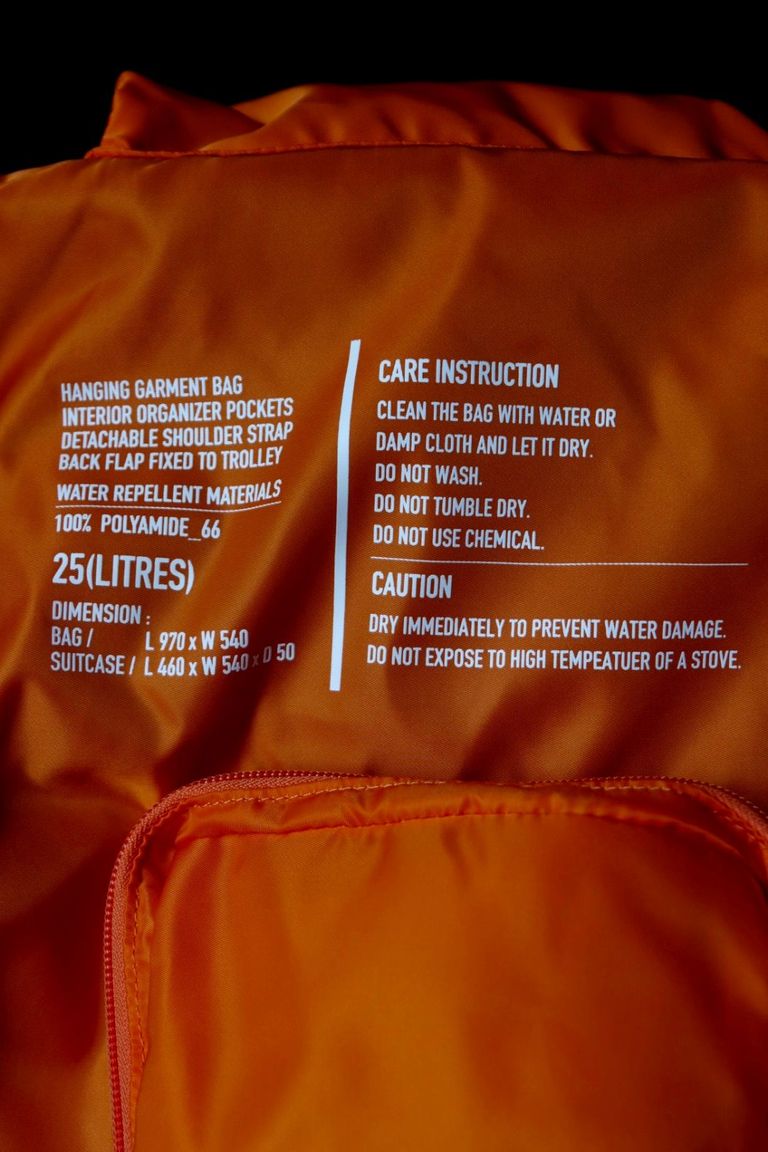 HANGING GARMENT BAG
INTERIOR ORGANIZER POCKETS
DETACHABLE SHOULDER STRAP
BACK FLAP FIXED TO TROLLEY
WATER REPELLENT MATERIALS
100% POLYAMIDE_66
25(LITRES)
DIMENSION :
BAG / L 970 x W 540
SUITCASE / L 460 x W 540 x D 50
CARE INSTRUCTION
CLEAN THE BAG WITH WATER OR
DAMP CLOTH AND LET IT DRY.
DO NOT WASH.
DO NOT TUMBLE DRY.
DO NOT USE CHEMICAL.
CAUTION
DRY IMMEDIATELY TO PREVENT WATER DAMAGE.
DO NOT EXPOSE TO HIGH TEMPEATUER OF A STOVE.